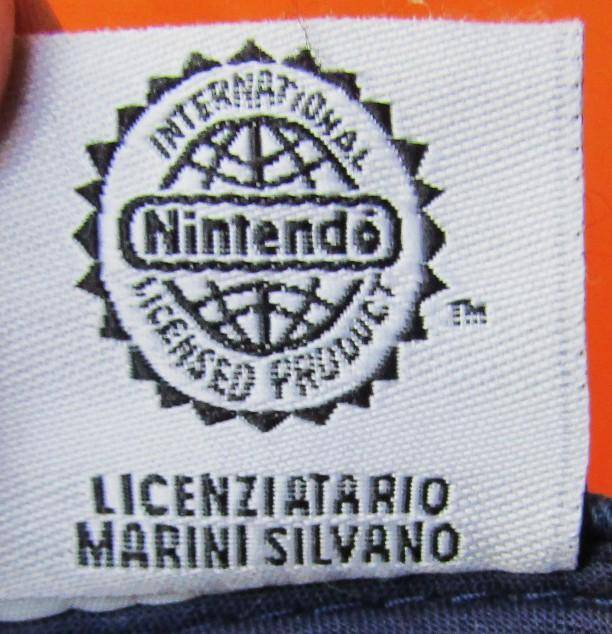 INTERNATIONAL
Nintendo
LICENSED PRODUCT
TM
LICENZIATARIO
MARINI SILVANO